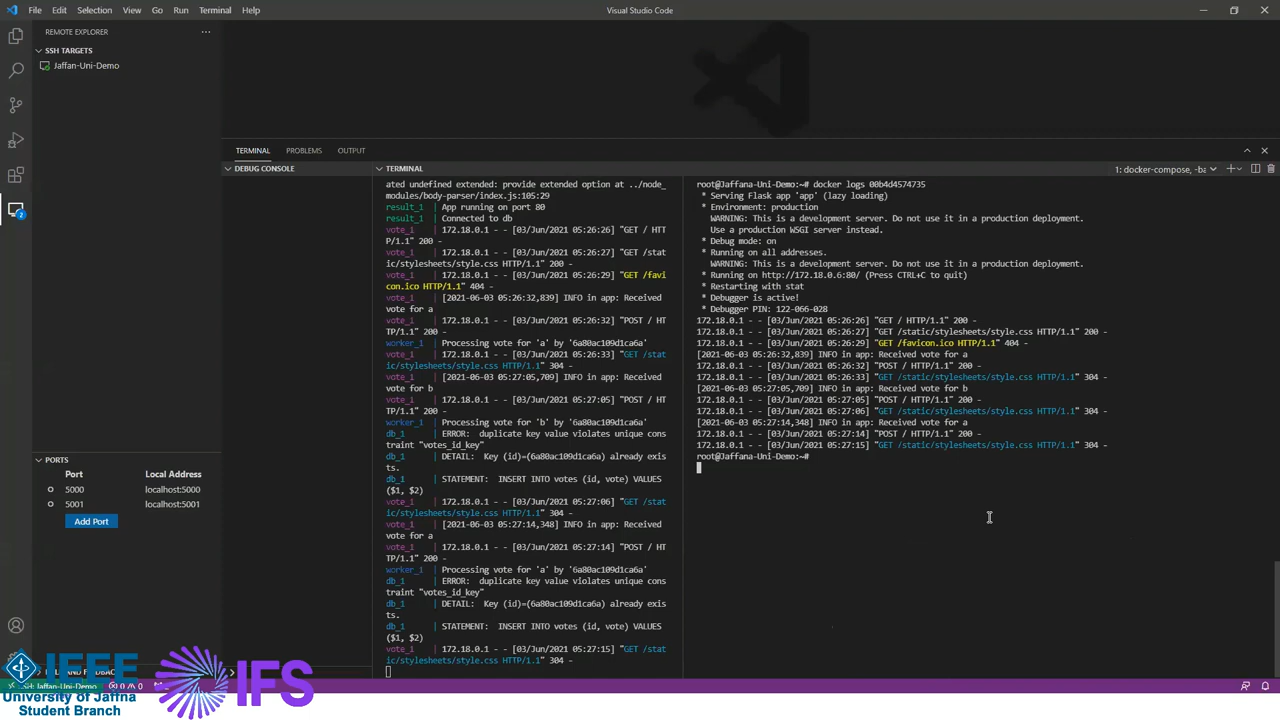 File Edit Selection View Go Run Terminal Help
Visual Studio Code
REMOTE EXPLORER
SSH TARGETS
Jaffan-Uni-Demo
2
PORTS
Port Local Address
5000 localhost:5000
5001 localhost:5001
Add Port
TERMINAL PROBLEMS OUTPUT
DEBUG CONSOLE
TERMINAL
1: docker-compose, -ba
ated undefined extended: provide extended option at ../node_
modules/body-parser/index.js:105:29
result_1 | App running on port 80
result_1 | Connected to db
vote_1 | 172.18.0.1 - - [03/Jun/2021 05:26:26] "GET / HTT
P/1.1" 200 -
vote_1 | 172.18.0.1 - - [03/Jun/2021 05:26:27] "GET /stat
ic/stylesheets/style.css HTTP/1.1" 200 -
vote_1 | 172.18.0.1 - - [03/Jun/2021 05:26:29] "GET /favi
con.ico HTTP/1.1" 404 -
vote_1 | [2021-06-03 05:26:32,839] INFO in app: Received
vote for a
vote_1 | 172.18.0.1 - - [03/Jun/2021 05:26:32] "POST / HT
TP/1.1" 200 -
worker_1 | Processing vote for 'a' by '6a80ac109d1ca6a'
vote_1 | 172.18.0.1 - - [03/Jun/2021 05:26:33] "GET /stat
ic/stylesheets/style.css HTTP/1.1" 304 -
vote_1 | [2021-06-03 05:27:05,709] INFO in app: Received
vote for b
vote_1 | 172.18.0.1 - - [03/Jun/2021 05:27:05] "POST / HT
TP/1.1" 200 -
worker_1 | Processing vote for 'b' by '6a80ac109d1ca6a'
db_1 | ERROR: duplicate key value violates unique cons
traint "votes_id_key"
db_1 | DETAIL: Key (id)=(6a80ac109d1ca6a) already exis
ts.
db_1 | STATEMENT: INSERT INTO votes (id, vote) VALUES
($1, $2)
vote_1 | 172.18.0.1 - - [03/Jun/2021 05:27:06] "GET /stat
ic/stylesheets/style.css HTTP/1.1" 304 -
vote_1 | [2021-06-03 05:27:14,348] INFO in app: Received
vote for a
vote_1 | 172.18.0.1 - - [03/Jun/2021 05:27:14] "POST / HT
TP/1.1" 200 -
worker_1 | Processing vote for 'a' by '6a80ac109d1ca6a'
db_1 | ERROR: duplicate key value violates unique cons
traint "votes_id_key"
db_1 | DETAIL: Key (id)=(6a80ac109d1ca6a) already exis
ts.
db_1 | STATEMENT: INSERT INTO votes (id, vote) VALUES
($1, $2)
vote_1 | 172.18.0.1 - - [03/Jun/2021 05:27:15] "GET /stat
ic/stylesheets/style.css HTTP/1.1" 304 -
root@Jaffana-Uni-Demo:~# docker logs 00b4d4574735
* Serving Flask app 'app' (lazy loading)
* Environment: production
WARNING: This is a development server. Do not use it in a production deployment.
Use a production WSGI server instead.
* Debug mode: on
* Running on all addresses.
WARNING: This is a development server. Do not use it in a production deployment.
* Running on http://172.18.0.6:80/ (Press CTRL+C to quit)
* Restarting with stat
* Debugger is active!
* Debugger PIN: 122-066-028
172.18.0.1 - - [03/Jun/2021 05:26:26] "GET / HTTP/1.1" 200 -
172.18.0.1 - - [03/Jun/2021 05:26:27] "GET /static/stylesheets/style.css HTTP/1.1" 200 -
172.18.0.1 - - [03/Jun/2021 05:26:29] "GET /favicon.ico HTTP/1.1" 404 -
[2021-06-03 05:26:32,839] INFO in app: Received vote for a
172.18.0.1 - - [03/Jun/2021 05:26:32] "POST / HTTP/1.1" 200 -
172.18.0.1 - - [03/Jun/2021 05:26:33] "GET /static/stylesheets/style.css HTTP/1.1" 304 -
[2021-06-03 05:27:05,709] INFO in app: Received vote for b
172.18.0.1 - - [03/Jun/2021 05:27:05] "POST / HTTP/1.1" 200 -
172.18.0.1 - - [03/Jun/2021 05:27:06] "GET /static/stylesheets/style.css HTTP/1.1" 304 -
[2021-06-03 05:27:14,348] INFO in app: Received vote for a
172.18.0.1 - - [03/Jun/2021 05:27:14] "POST / HTTP/1.1" 200 -
172.18.0.1 - - [03/Jun/2021 05:27:15] "GET /static/stylesheets/style.css HTTP/1.1" 304 -
root@Jaffana-Uni-Demo:~#
IEEE
University of Jaffna
Student Branch
IFS
SSH: Jaffan-Uni-Demo
0 0